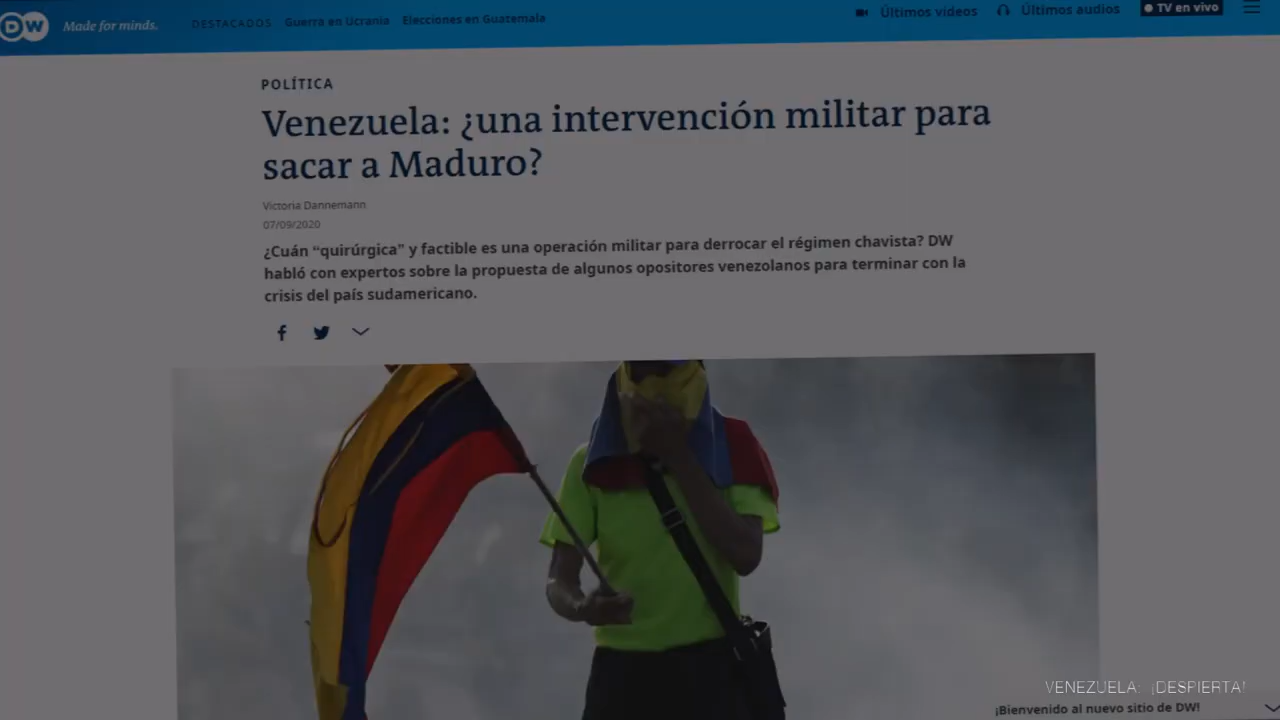 DW Made for minds. DESTACADOS Guerra en Ucrania Elecciones en Guatemala Últimos videos Últimos audios TV en vivo
POLÍTICA
Venezuela: ¿una intervención militar para
sacar a Maduro?
Victoria Dannemann
07/09/2020
¿Cuán “quirúrgica” y factible es una operación militar para derrocar el régimen chavista? DW
habló con expertos sobre la propuesta de algunos opositores venezolanos para terminar con la
crisis del país sudamericano.
VENEZUELA: ¡DESPIERTA!
¡Bienvenido al nuevo sitio de DW!